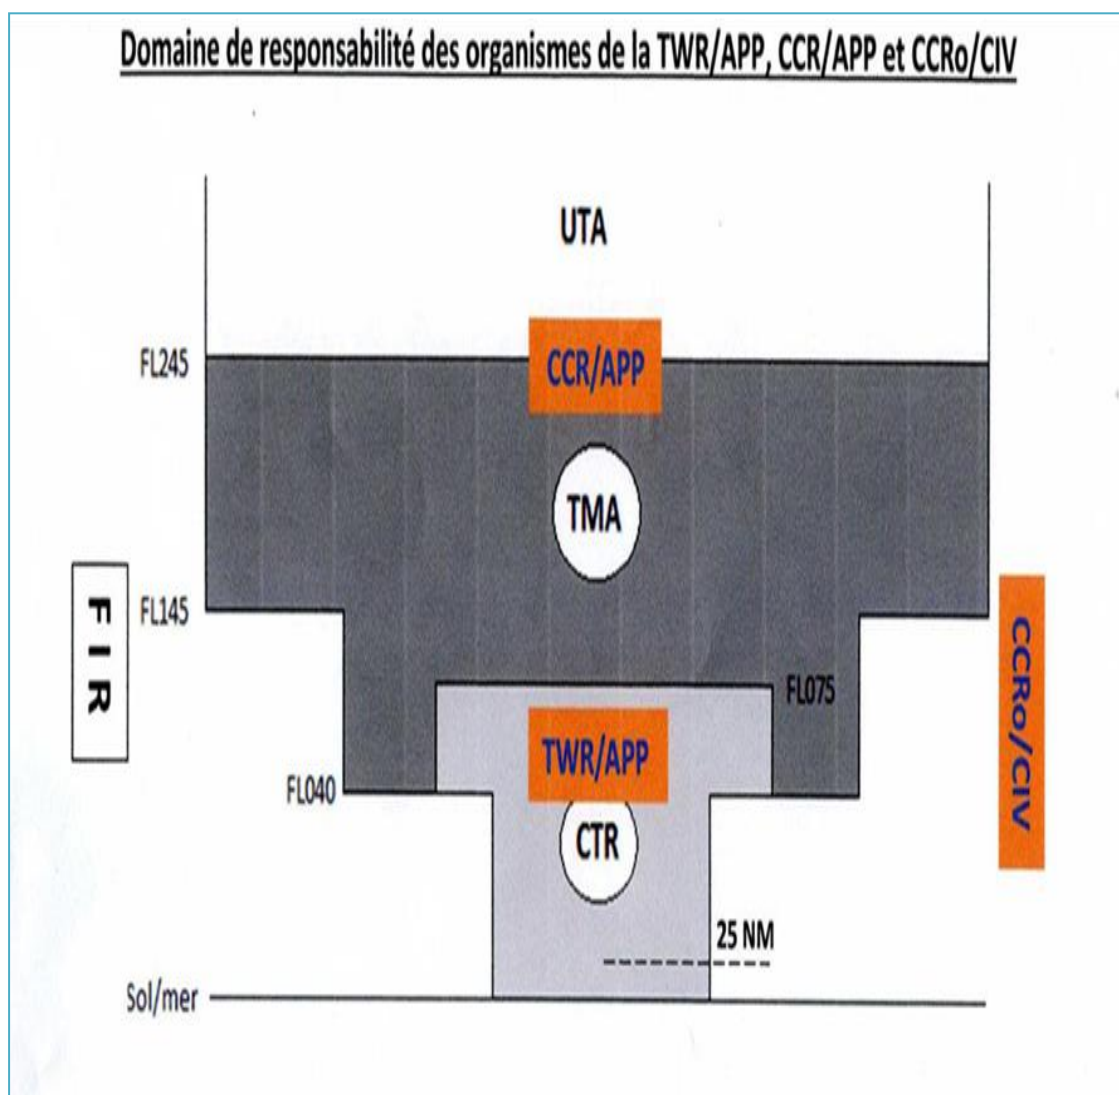 Domaine de responsabilité des organismes de la TWR/APP, CCR/APP et CCRo/CIV
UTA
FL245
CCR/APP
TMA
FIR
FL145
CCRo/CIV
FL075
TWR/APP
FL040
CTR
25 NM
Sol/mer